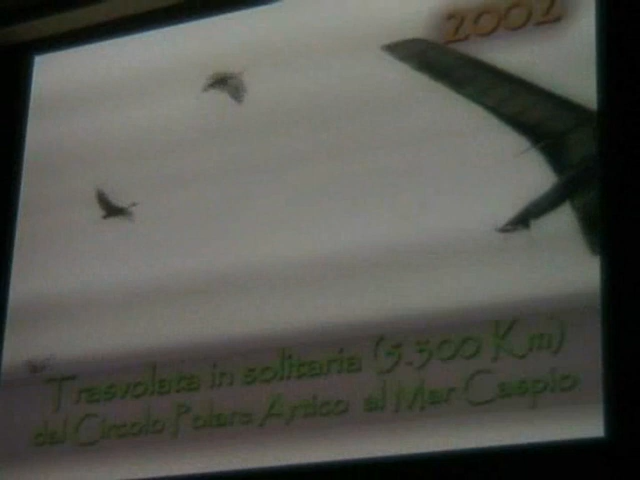 2002
Trasvolata in solitaria (5.300 Km)
dal Circolo Polare Artico al Mar Caspio